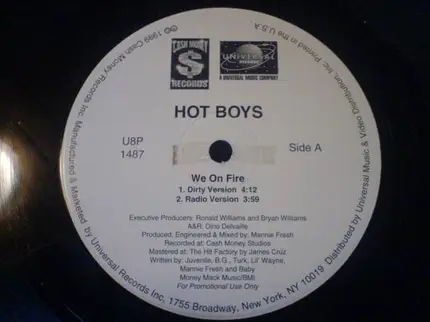 CASH MONEY
$
RECORDS
UNIVERSAL
RECORDS
A UNIVERSAL MUSIC COMPANY
HOT BOYS
U8P
1487
Side A
We On Fire
1. Dirty Version 4:12
2. Radio Version 3:59
Executive Producers: Ronald Williams and Bryan Williams
A&R: Dino Delvaille
Produced, Engineered & Mixed by: Mannie Fresh
Recorded at: Cash Money Studios
Mastered at: The Hit Factory by James Cruz
Written by: Juvenile, B.G., Turk, Lil' Wayne,
Mannie Fresh and Baby
Money Mack Music/BMI
For Promotional Use Only
℗ 1999 Cash Money Records Inc. Manufactured & Marketed by Universal Records Inc, 1755 Broadway, New York, NY, 10019 Distributed by Universal Music & Video Distribution, Inc. Printed in the U.S.A.